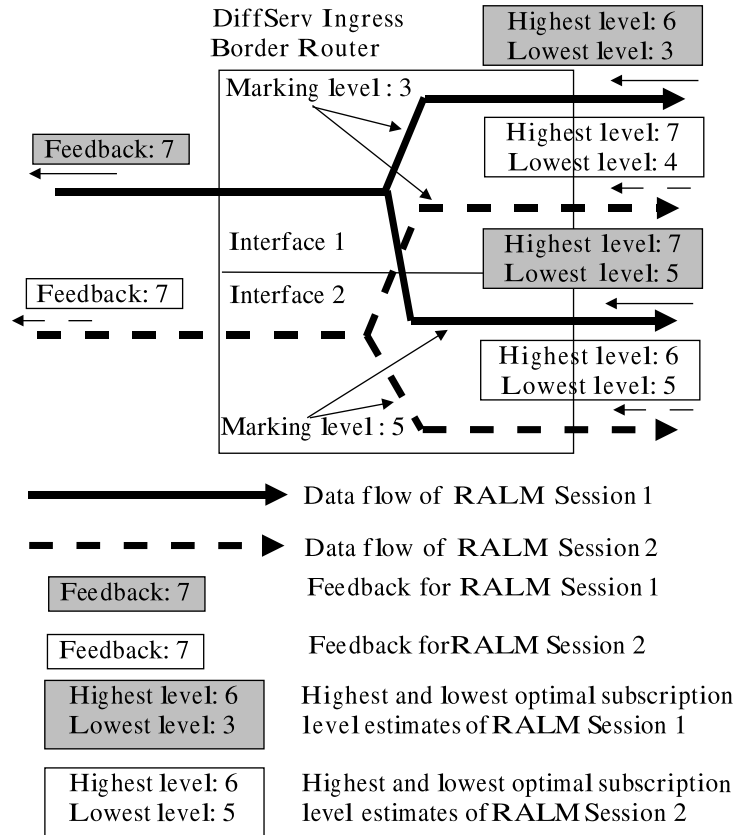 DiffServ Ingress
Border Router
Highest level: 6
Lowest level: 3
Marking level: 3
Feedback: 7
Highest level: 7
Lowest level: 4
Interface 1
Highest level: 7
Lowest level: 5
Interface 2
Feedback: 7
Highest level: 6
Lowest level: 5
Marking level: 5
Data flow of RALM Session 1
Data flow of RALM Session 2
Feedback: 7
Feedback for RALM Session 1
Feedback: 7
Feedback for RALM Session 2
Highest level: 6
Lowest level: 3
Highest and lowest optimal subscription
level estimates of RALM Session 1
Highest level: 6
Lowest level: 5
Highest and lowest optimal subscription
level estimates of RALM Session 2